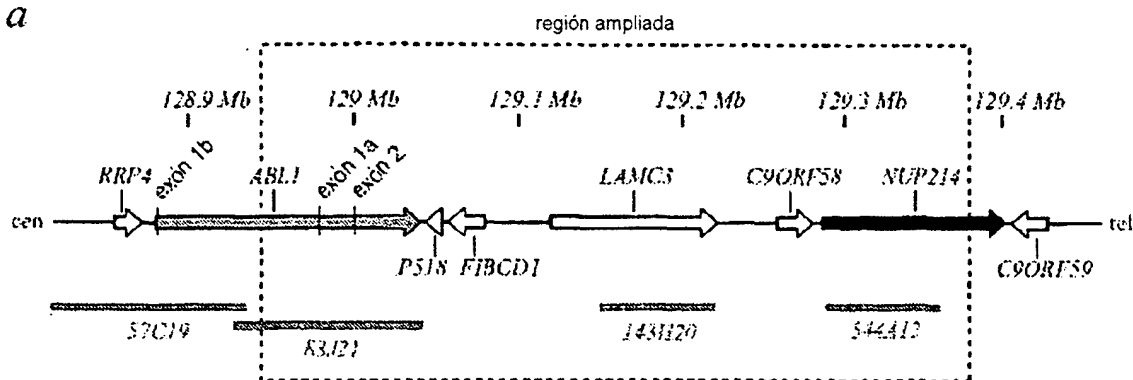 a
región ampliada
128.9 Mb 129 Mb 129.1 Mb 129.2 Mb 129.3 Mb 129.4 Mb
exón 1b exón 1a exón 2
RRP4 ABL1 LAMC3 C9ORF58 NUP214
cen tel
P518 FIBCD1 C9ORF59
57C19 83J21 143H20 544A12